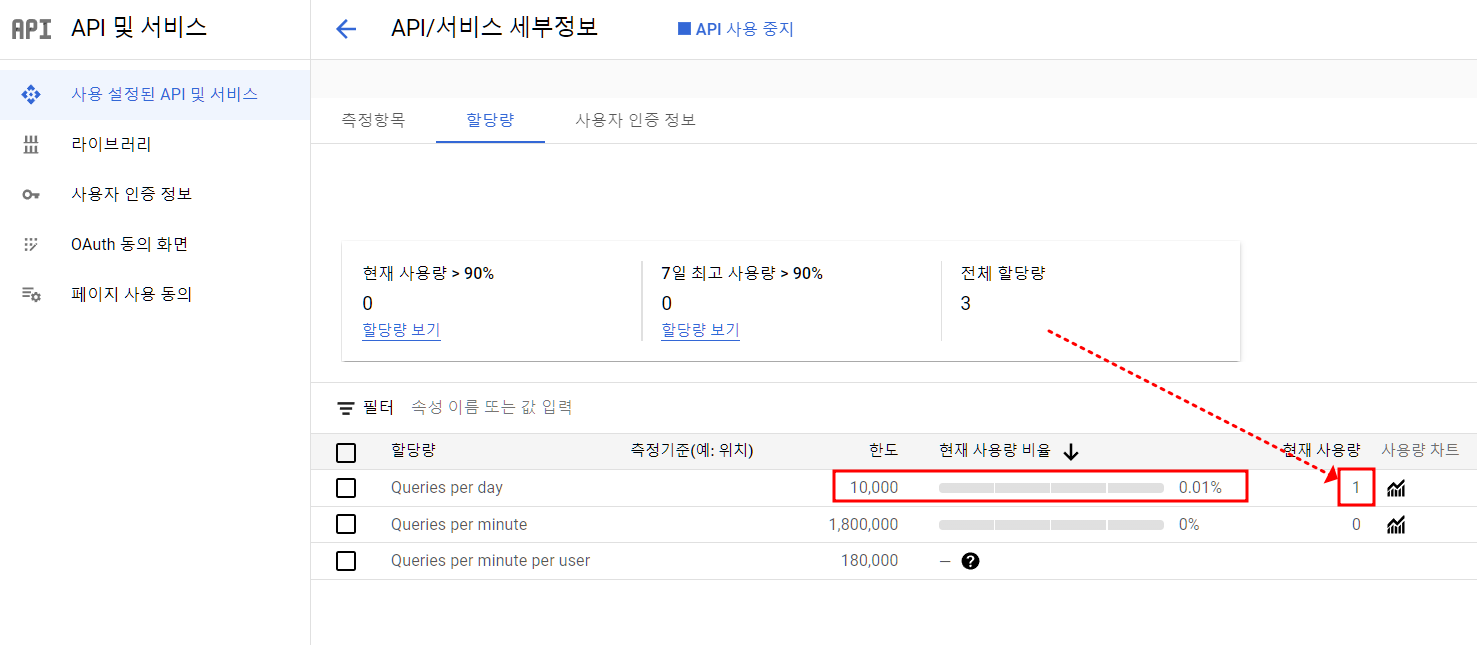 API API 및 서비스
사용 설정된 API 및 서비스
라이브러리
사용자 인증 정보
OAuth 동의 화면
페이지 사용 동의
API/서비스 세부정보 API 사용 중지
측정항목 할당량 사용자 인증 정보
현재 사용량 > 90%
0
할당량 보기
7일 최고 사용량 > 90%
0
할당량 보기
전체 할당량
3
필터 속성 이름 또는 값 입력
할당량 측정기준(예: 위치) 한도 현재 사용량 비율 현재 사용량 사용량 차트
Queries per day 10,000 0.01% 1
Queries per minute 1,800,000 0% 0
Queries per minute per user 180,000 — ?